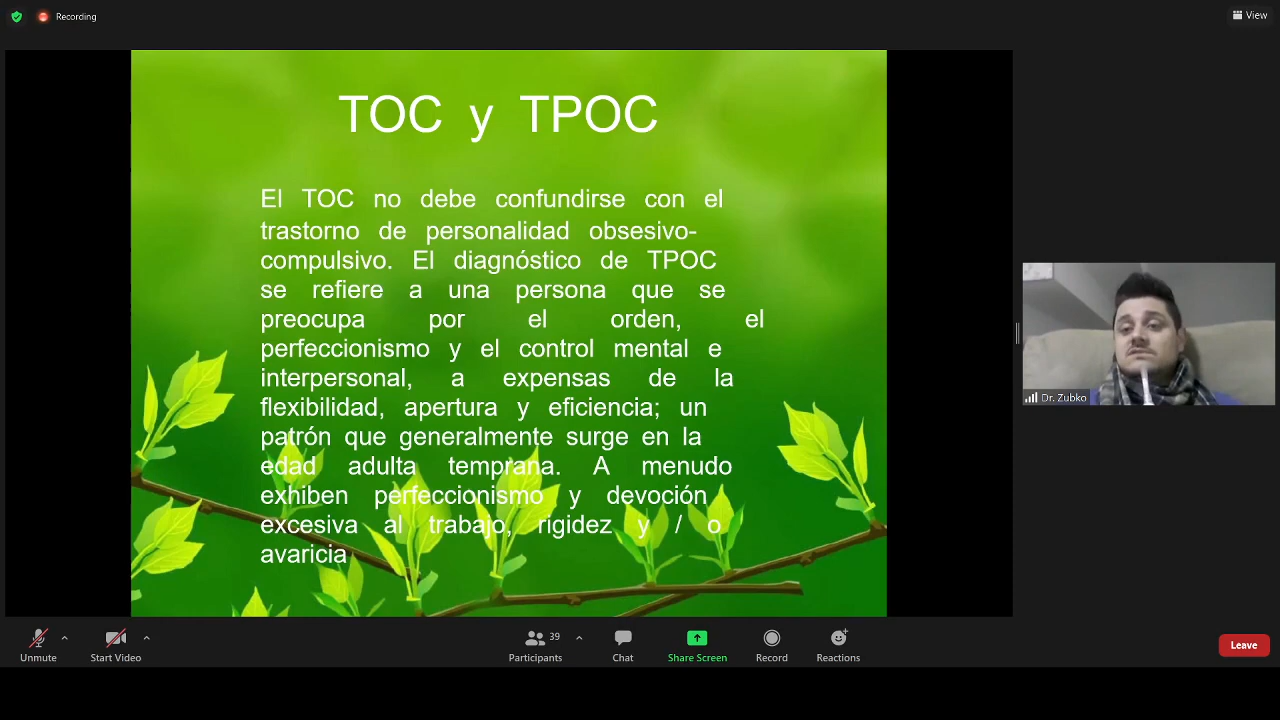 Recording
View
TOC y TPOC
El TOC no debe confundirse con el
trastorno de personalidad obsesivo-
compulsivo. El diagnóstico de TPOC
se refiere a una persona que se
preocupa por el orden, el
perfeccionismo y el control mental e
interpersonal, a expensas de la
flexibilidad, apertura y eficiencia; un
patrón que generalmente surge en la
edad adulta temprana. A menudo
exhiben perfeccionismo y devoción
excesiva al trabajo, rigidez y / o
avaricia
Dr. Zubko
Unmute
Start Video
39
Participants
Chat
Share Screen
Record
Reactions
Leave